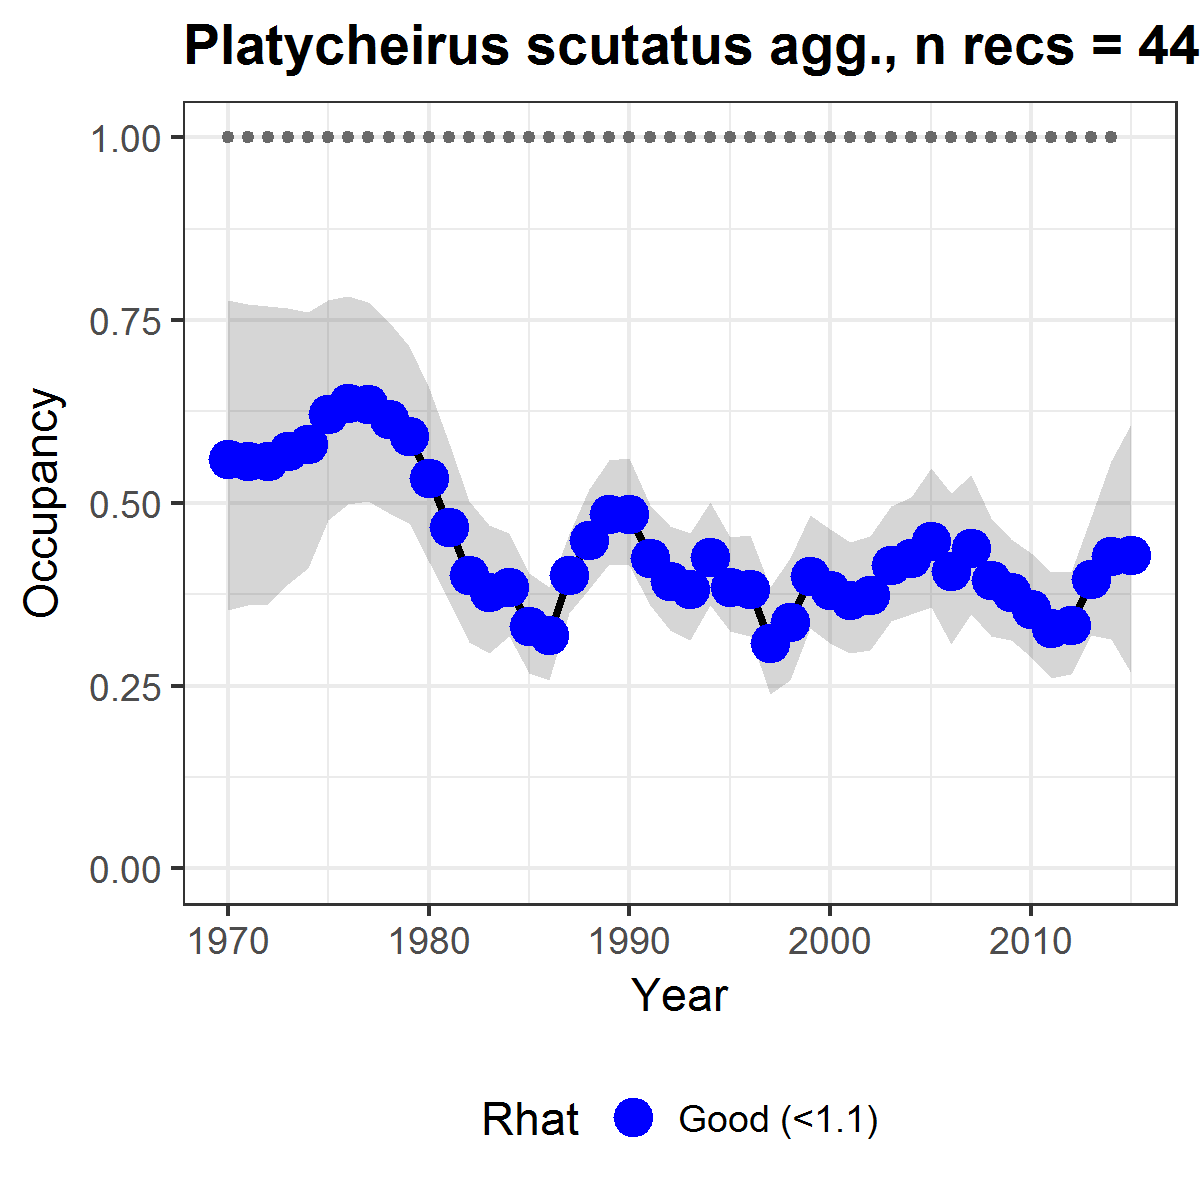 Platycheirus scutatus agg., n recs = 44
1.00
0.75
0.50
0.25
0.00
Occupancy
1970 1980 1990 2000 2010
Year
Rhat Good (<1.1)